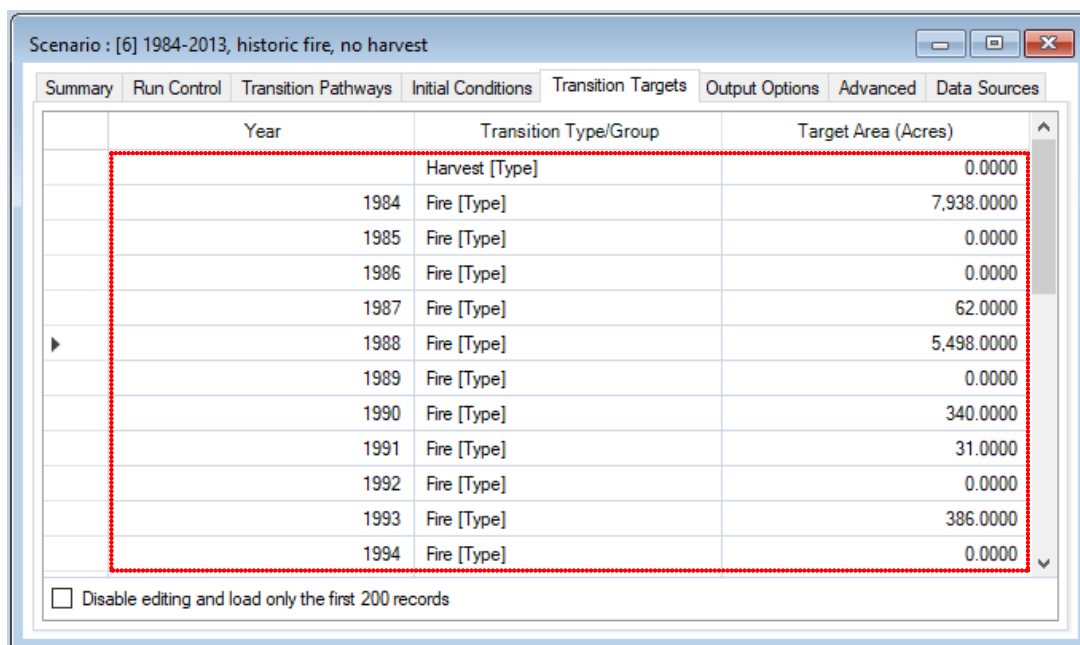 Scenario : [6] 1984-2013, historic fire, no harvest
Summary Run Control Transition Pathways Initial Conditions Transition Targets Output Options Advanced Data Sources
Year Transition Type/Group Target Area (Acres)
Harvest [Type] 0.0000
1984 Fire [Type] 7,938.0000
1985 Fire [Type] 0.0000
1986 Fire [Type] 0.0000
1987 Fire [Type] 62.0000
1988 Fire [Type] 5,498.0000
1989 Fire [Type] 0.0000
1990 Fire [Type] 340.0000
1991 Fire [Type] 31.0000
1992 Fire [Type] 0.0000
1993 Fire [Type] 386.0000
1994 Fire [Type] 0.0000
Disable editing and load only the first 200 records